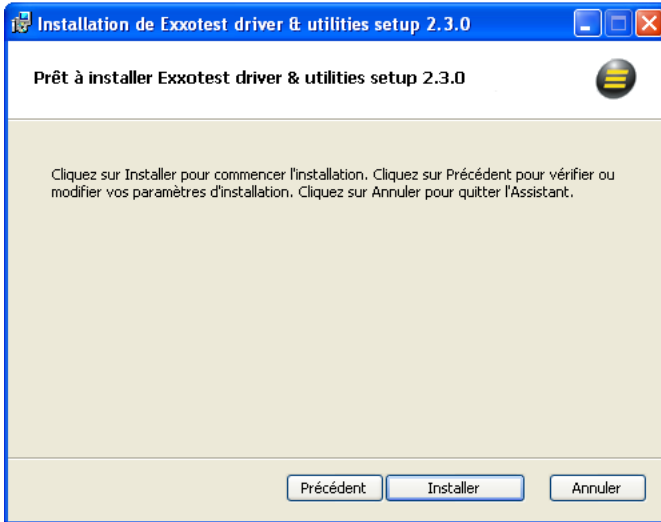 Installation de Exxotest driver & utilities setup 2.3.0
Prêt à installer Exxotest driver & utilities setup 2.3.0
Cliquez sur Installer pour commencer l'installation. Cliquez sur Précédent pour vérifier ou
modifier vos paramètres d'installation. Cliquez sur Annuler pour quitter l'Assistant.
Précédent
Installer
Annuler